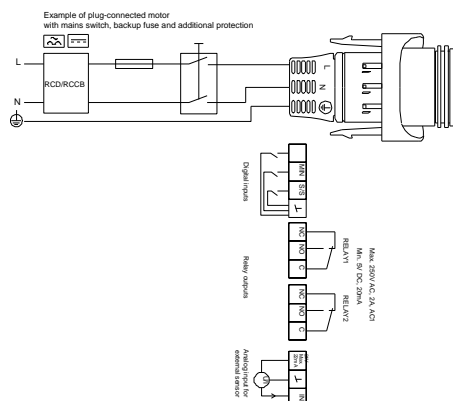 Example of plug-connected motor
with mains switch, backup fuse and additional protection
L
RCD/RCCB
N
L
N
Digital inputs
MIN
S/S
Relay outputs
NC
NO
C
RELAY1
Max. 250V AC, 2A, AC1
Min. 5V DC, 20mA
NC
NO
C
RELAY2
Analog input for
external sensor
Max.
22mA
IN